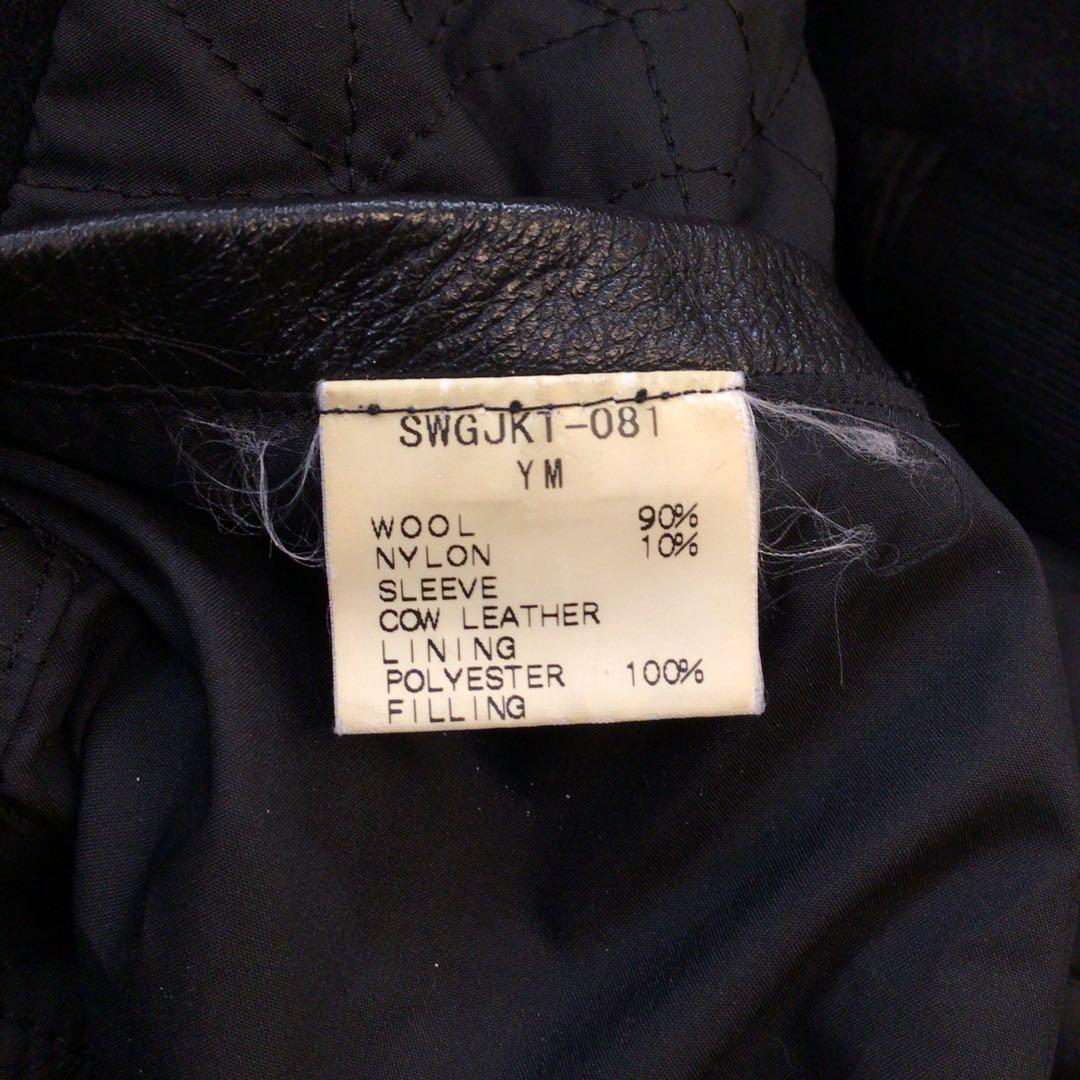 SWGJKT-081
YM
WOOL 90%
NYLON 10%
SLEEVE
COW LEATHER
LINING
POLYESTER 100%
FILLING